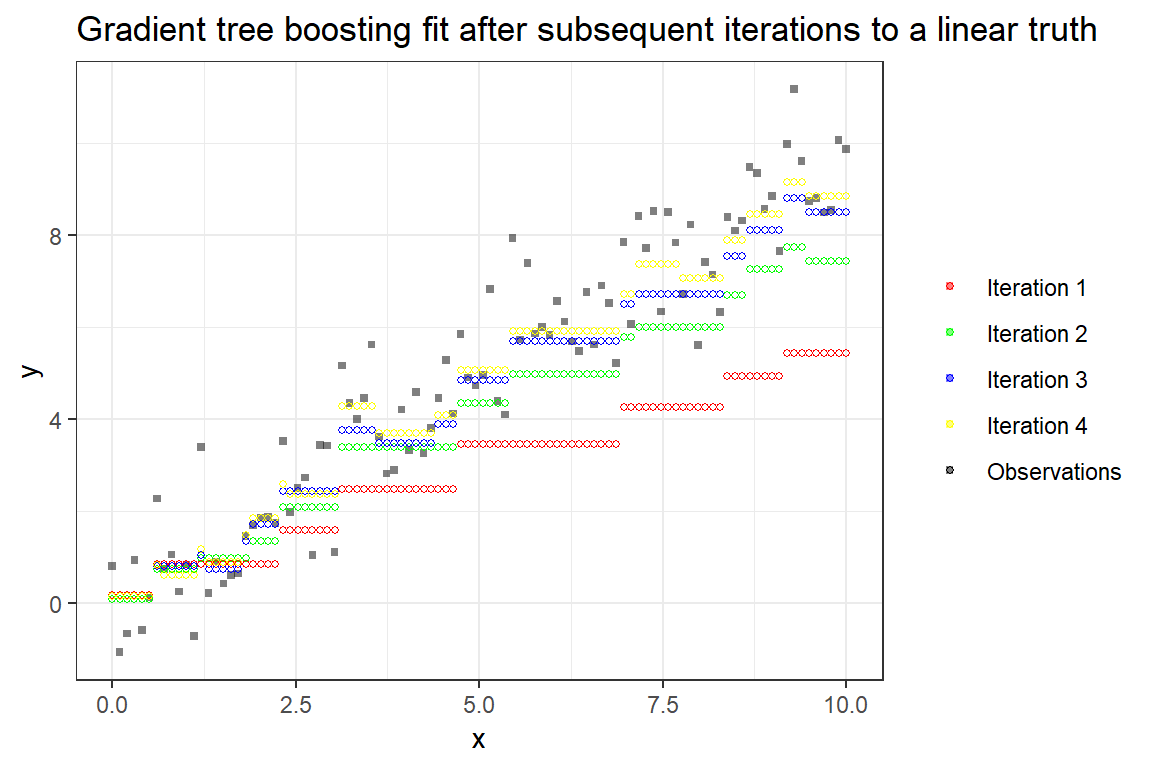 Gradient tree boosting fit after subsequent iterations to a linear truth
y
8
4
0
0.0 2.5 5.0 7.5 10.0
x
Iteration 1
Iteration 2
Iteration 3
Iteration 4
Observations